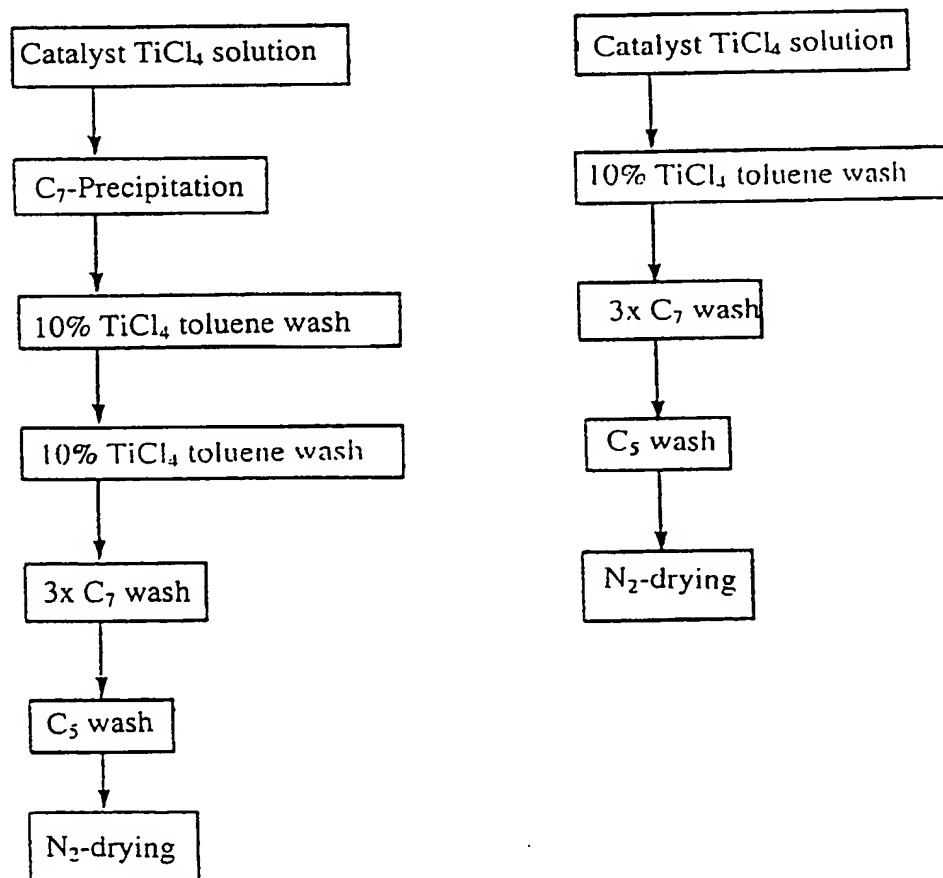 Catalyst TiCl₄ solution
C₇-Precipitation
10% TiCl₄ toluene wash
10% TiCl₄ toluene wash
3x C₇ wash
C₅ wash
N₂-drying
Catalyst TiCl₄ solution
10% TiCl₄ toluene wash
3x C₇ wash
C₅ wash
N₂-drying